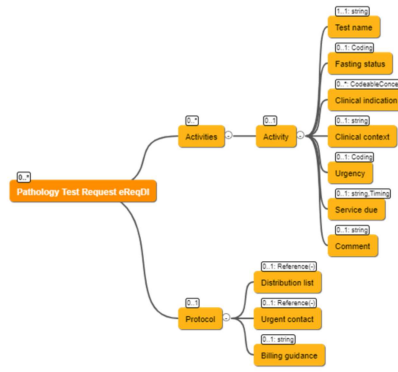 0..*
Pathology Test Request eReqDI
0..*
Activities
0..1
Activity
1..1: string
Test name
0..1: Coding
Fasting status
0..*: CodeableConce
Clinical indication
0..1: string
Clinical context
0..1: Coding
Urgency
0..1: string,Timing
Service due
0..1: string
Comment
0..1
Protocol
0..1: Reference(-)
Distribution list
0..1: Reference(-)
Urgent contact
0..1: string
Billing guidance